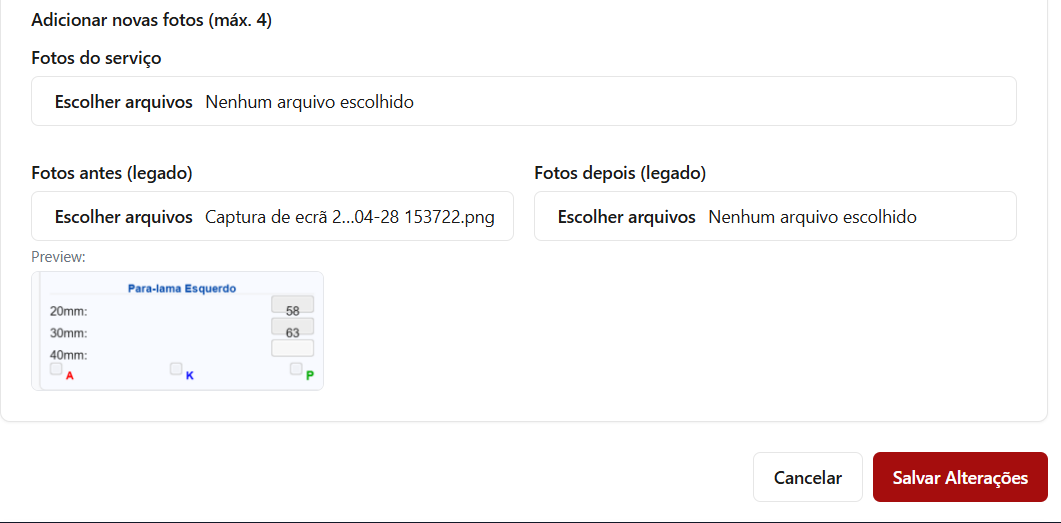 Adicionar novas fotos (máx. 4)
Fotos do serviço
Escolher arquivos Nenhum arquivo escolhido
Fotos antes (legado)
Escolher arquivos Captura de ecrã 2...04-28 153722.png
Fotos depois (legado)
Escolher arquivos Nenhum arquivo escolhido
Preview:
Para-lama Esquerdo
20mm: 58
30mm: 63
40mm:
A K P
Cancelar Salvar Alterações